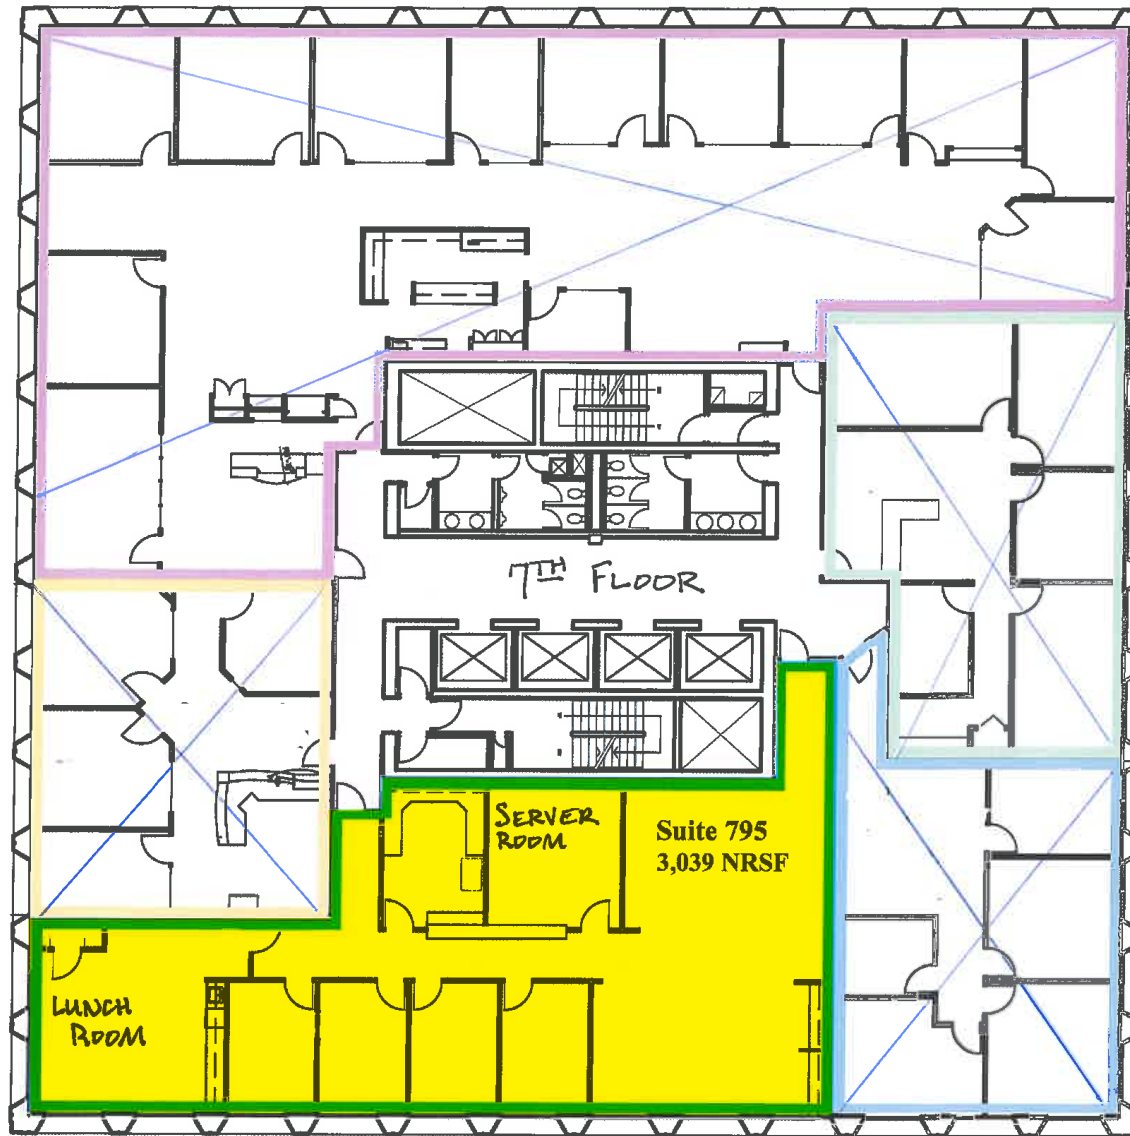 7TH FLOOR
SERVER
ROOM
Suite 795
3,039 NRSF
LUNCH
ROOM